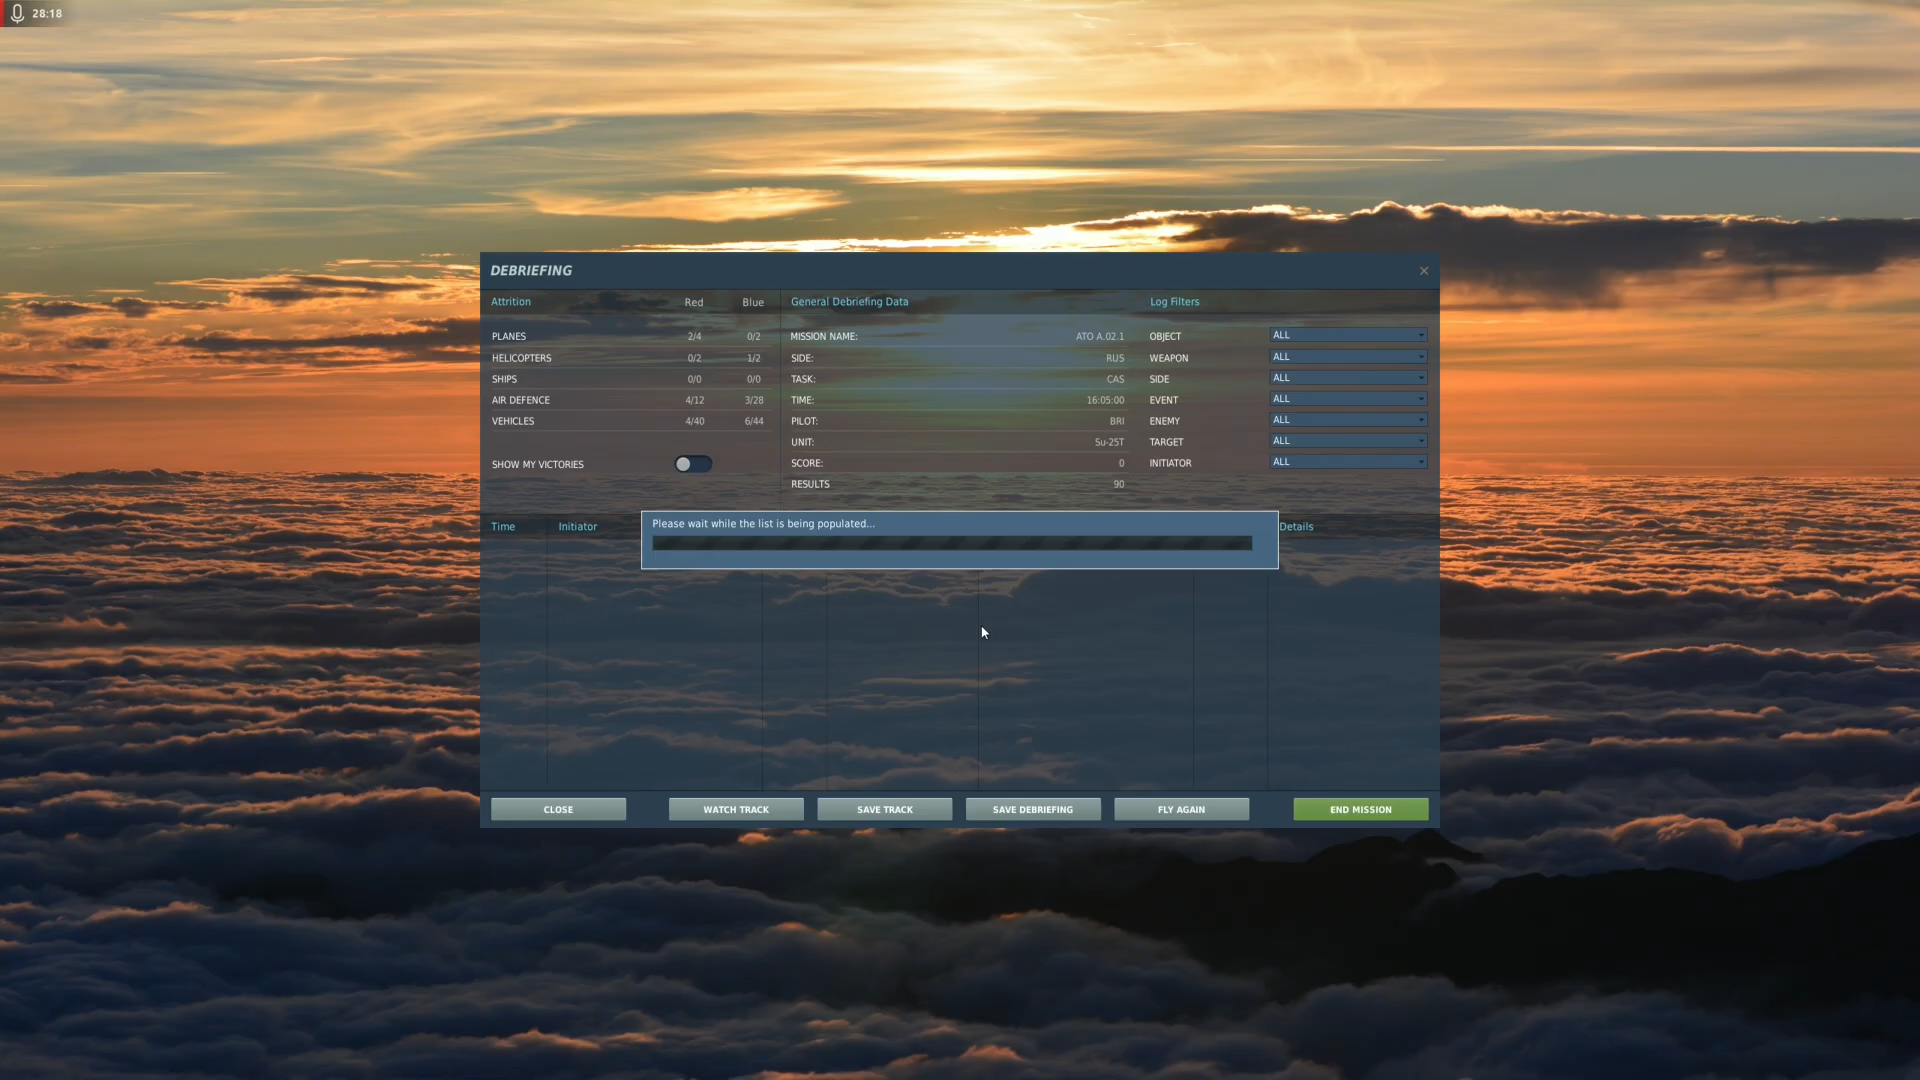 28:18
DEBRIEFING
Attrition Red Blue General Debriefing Data Log Filters
PLANES 2/4 0/2 MISSION NAME: ATO A.02.1 OBJECT ALL
HELICOPTERS 0/2 1/2 SIDE: RUS WEAPON ALL
SHIPS 0/0 0/0 TASK: CAS SIDE ALL
AIR DEFENCE 4/12 3/28 TIME: 16:05:00 EVENT ALL
VEHICLES 4/40 6/44 PILOT: BRI ENEMY ALL
UNIT: Su-25T TARGET ALL
SHOW MY VICTORIES SCORE: 0 INITIATOR ALL
RESULTS 90
Please wait while the list is being populated...
Time Initiator Details
CLOSE WATCH TRACK SAVE TRACK SAVE DEBRIEFING FLY AGAIN END MISSION